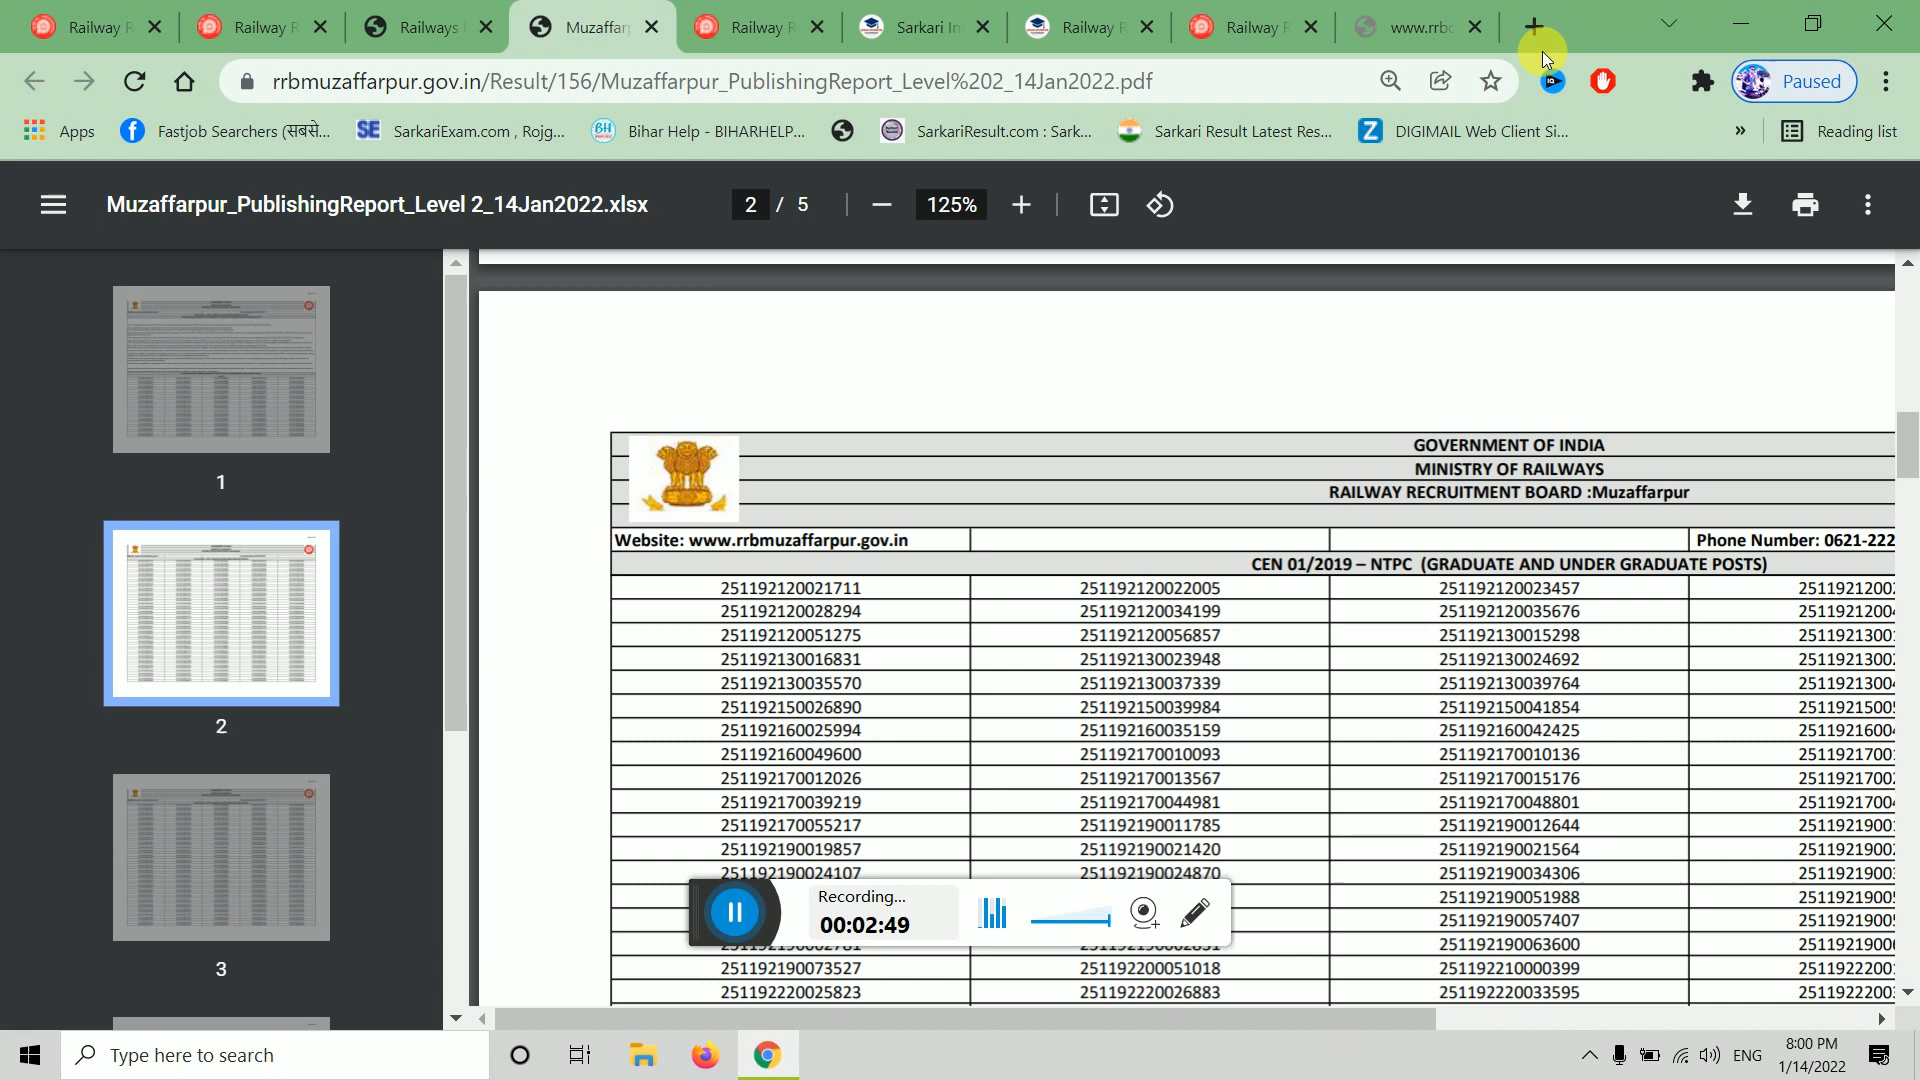 Railway R
Railway R
Railways
Muzaffar
Railway R
Sarkari In
Railway R
Railway R
www.rrbc
rrbmuzaffarpur.gov.in/Result/156/Muzaffarpur_PublishingReport_Level%202_14Jan2022.pdf
Paused
Apps
Fastjob Searchers (सबसे...
SE SarkariExam.com , Rojg...
BH Bihar Help - BIHARHELP...
SarkariResult.com : Sark...
Sarkari Result Latest Res...
Z DIGIMAIL Web Client Si...
»
Reading list
Muzaffarpur_PublishingReport_Level 2_14Jan2022.xlsx
2 / 5
125%
1
2
3
GOVERNMENT OF INDIA
MINISTRY OF RAILWAYS
RAILWAY RECRUITMENT BOARD :Muzaffarpur
Website: www.rrbmuzaffarpur.gov.in Phone Number: 0621-222
CEN 01/2019 – NTPC (GRADUATE AND UNDER GRADUATE POSTS)
251192120021711 251192120022005 251192120023457
251192120028294 251192120034199 251192120035676
251192120051275 251192120056857 251192130015298
251192130016831 251192130023948 251192130024692
251192130035570 251192130037339 251192130039764
251192150026890 251192150039984 251192150041854
251192160025994 251192160035159 251192160042425
251192160049600 251192170010093 251192170010136
251192170012026 251192170013567 251192170015176
251192170039219 251192170044981 251192170048801
251192170055217 251192190011785 251192190012644
251192190019857 251192190021420 251192190021564
251192190024107 251192190024870 251192190034306
251192190051988
251192190057407
251192190063600
251192190073527 251192200051018 251192210000399
251192220025823 251192220026883 251192220033595
Recording...
00:02:49
Type here to search
ENG
8:00 PM
1/14/2022